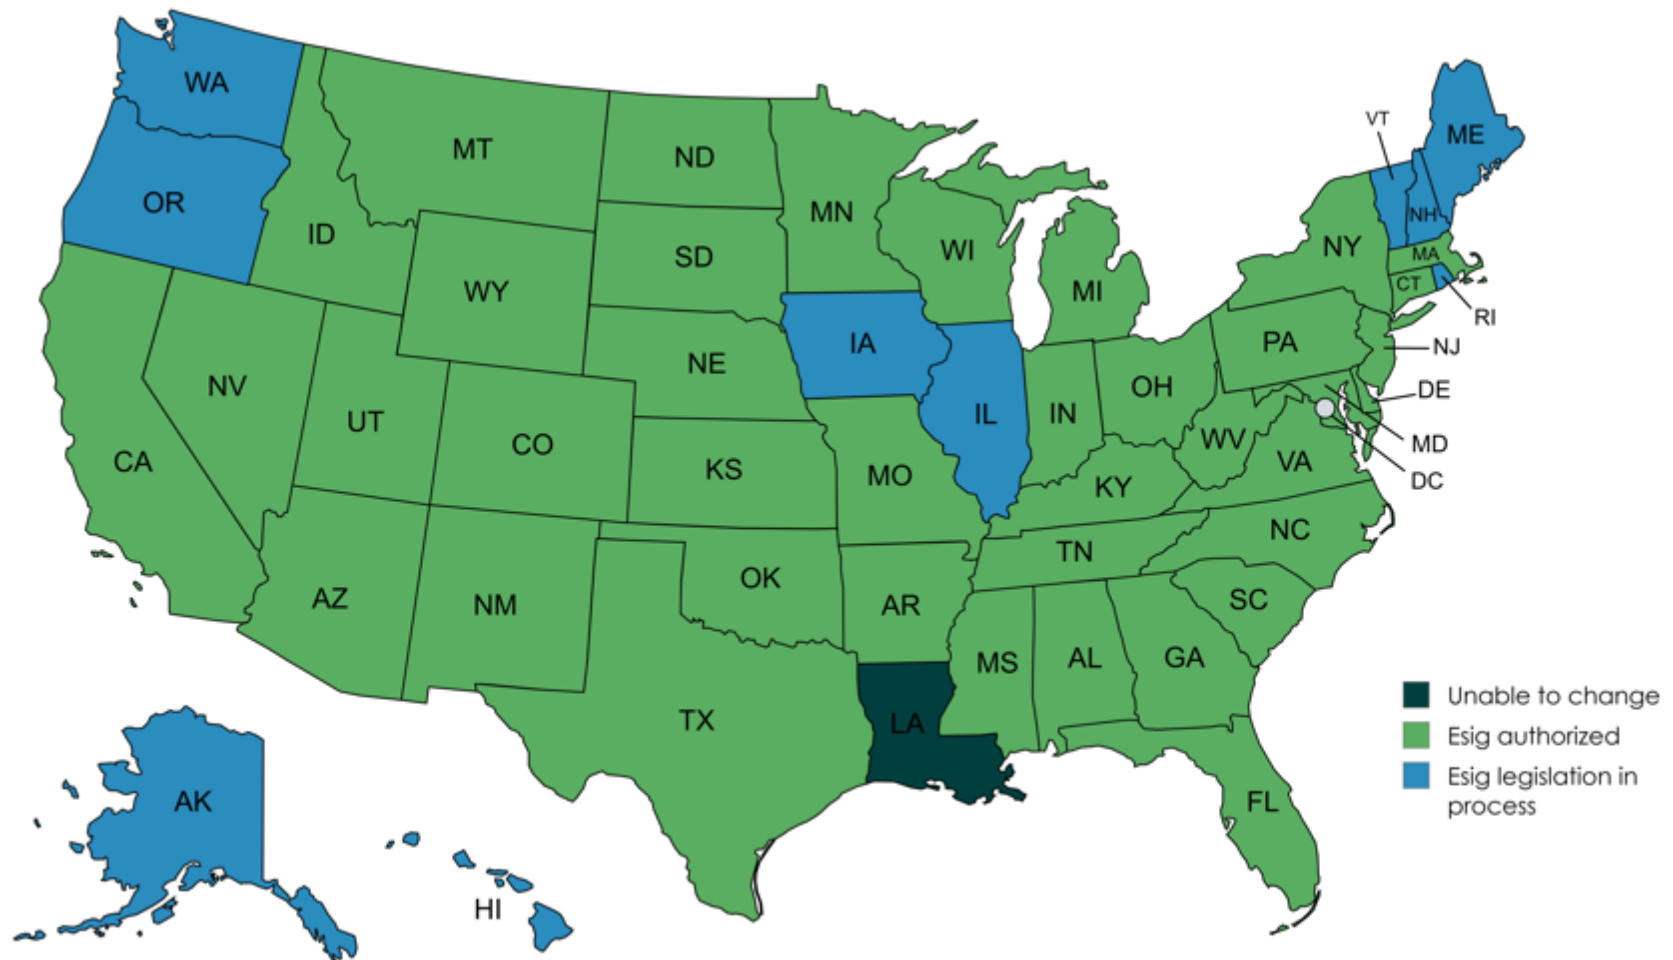 WA
MT
ND
VT
ME
OR
ID
MN
NH
SD
WI
NY
MA
WY
MI
CT
RI
IA
PA
NJ
NE
NV
OH
DE
UT
IL
IN
CO
WV
MD
CA
KS
MO
VA
DC
KY
NC
TN
OK
AZ
NM
AR
SC
MS
AL
GA
TX
LA
Unable to change
Esig authorized
Esig legislation in
process
AK
FL
HI